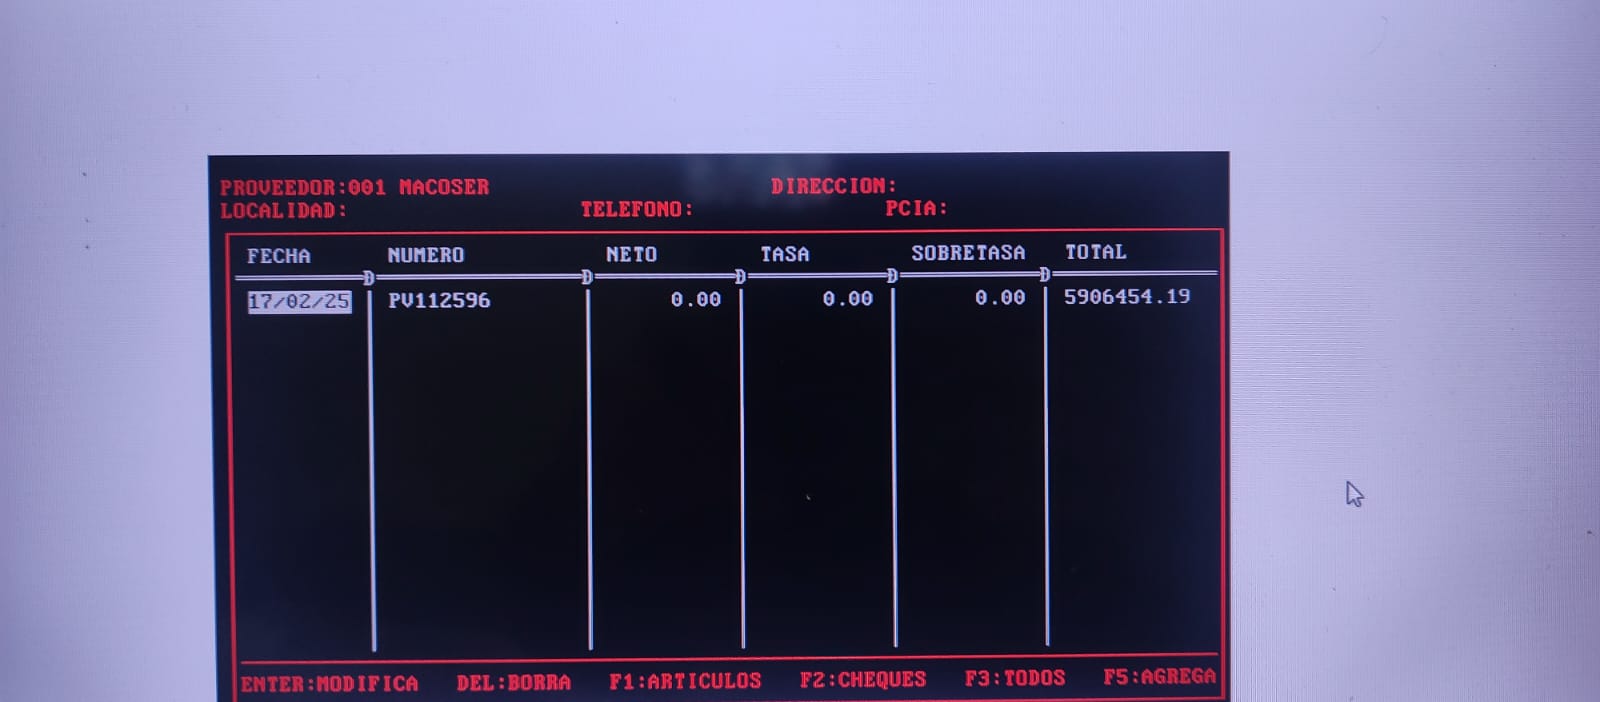 PROVEEDOR:001 MACOSER DIRECCION:
LOCALIDAD: TELEFONO: PCIA:
FECHA NUMERO NETO TASA SOBRETASA TOTAL
17/02/25 PV112596 0.00 0.00 0.00 5906454.19
ENTER:MODIFICA DEL:BORRA F1:ARTICULOS F2:CHEQUES F3:TODOS F5:AGREGA